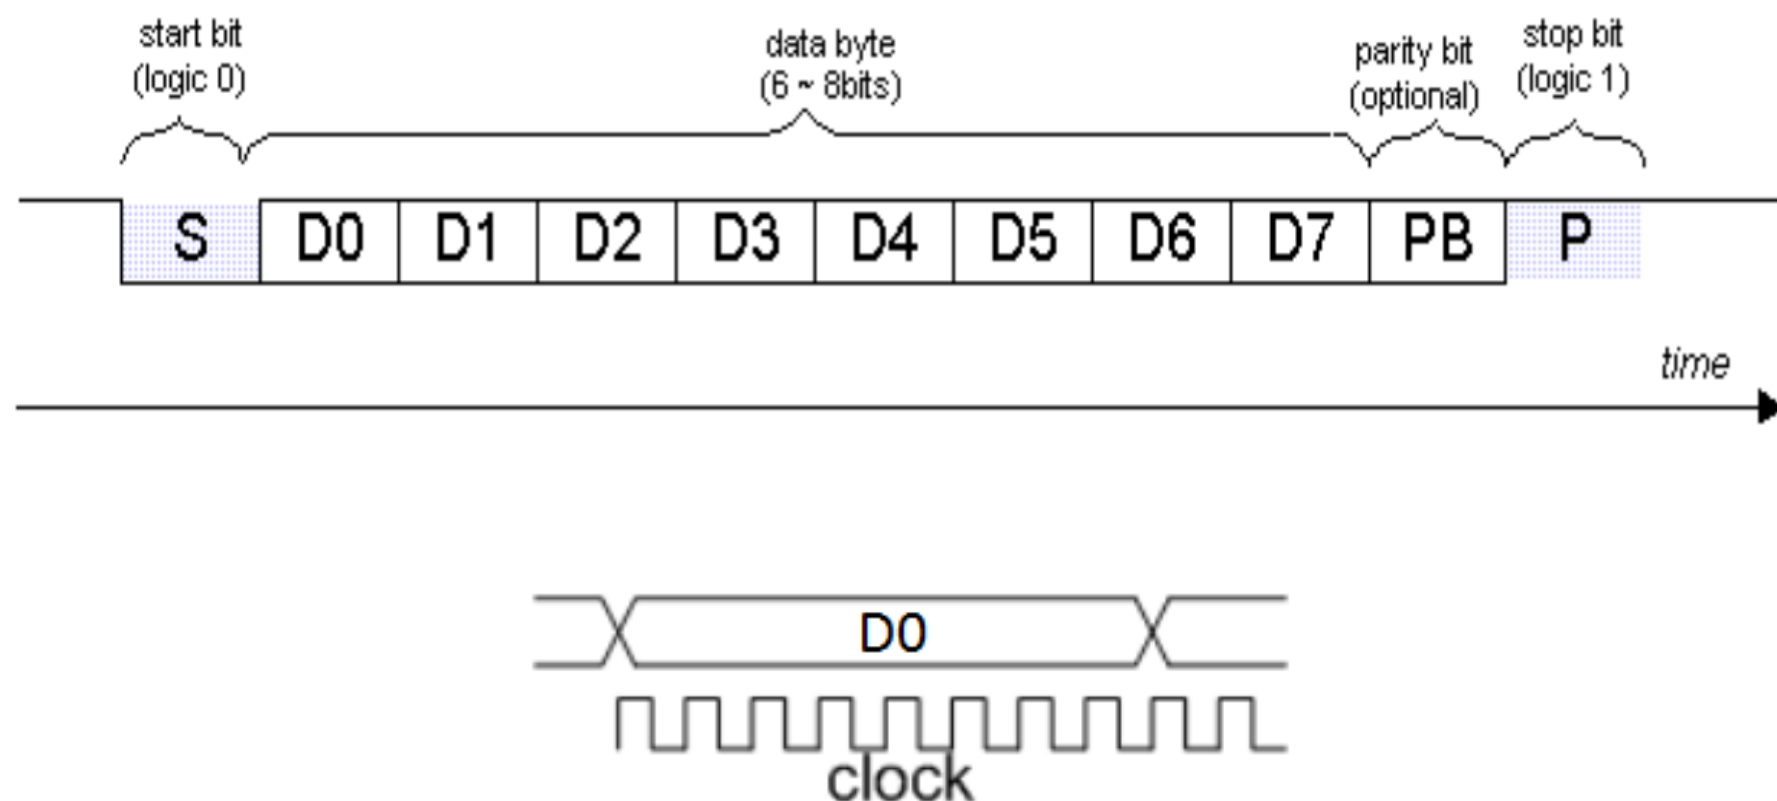 start bit
(logic 0)
data byte
(6 ~ 8bits)
parity bit
(optional)
stop bit
(logic 1)
S D0 D1 D2 D3 D4 D5 D6 D7 PB P
time
D0
clock